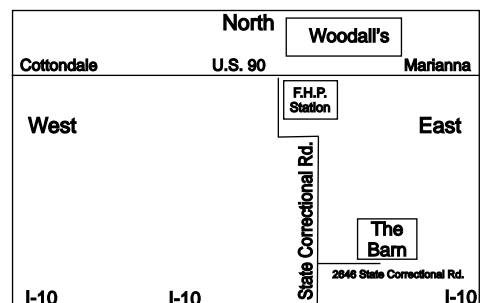 North
Woodall's
Cottondale
U.S. 90
Marianna
F.H.P.
Station
West
East
State Correctional Rd.
The
Barn
2646 State Correctional Rd.
I-10
I-10
I-10